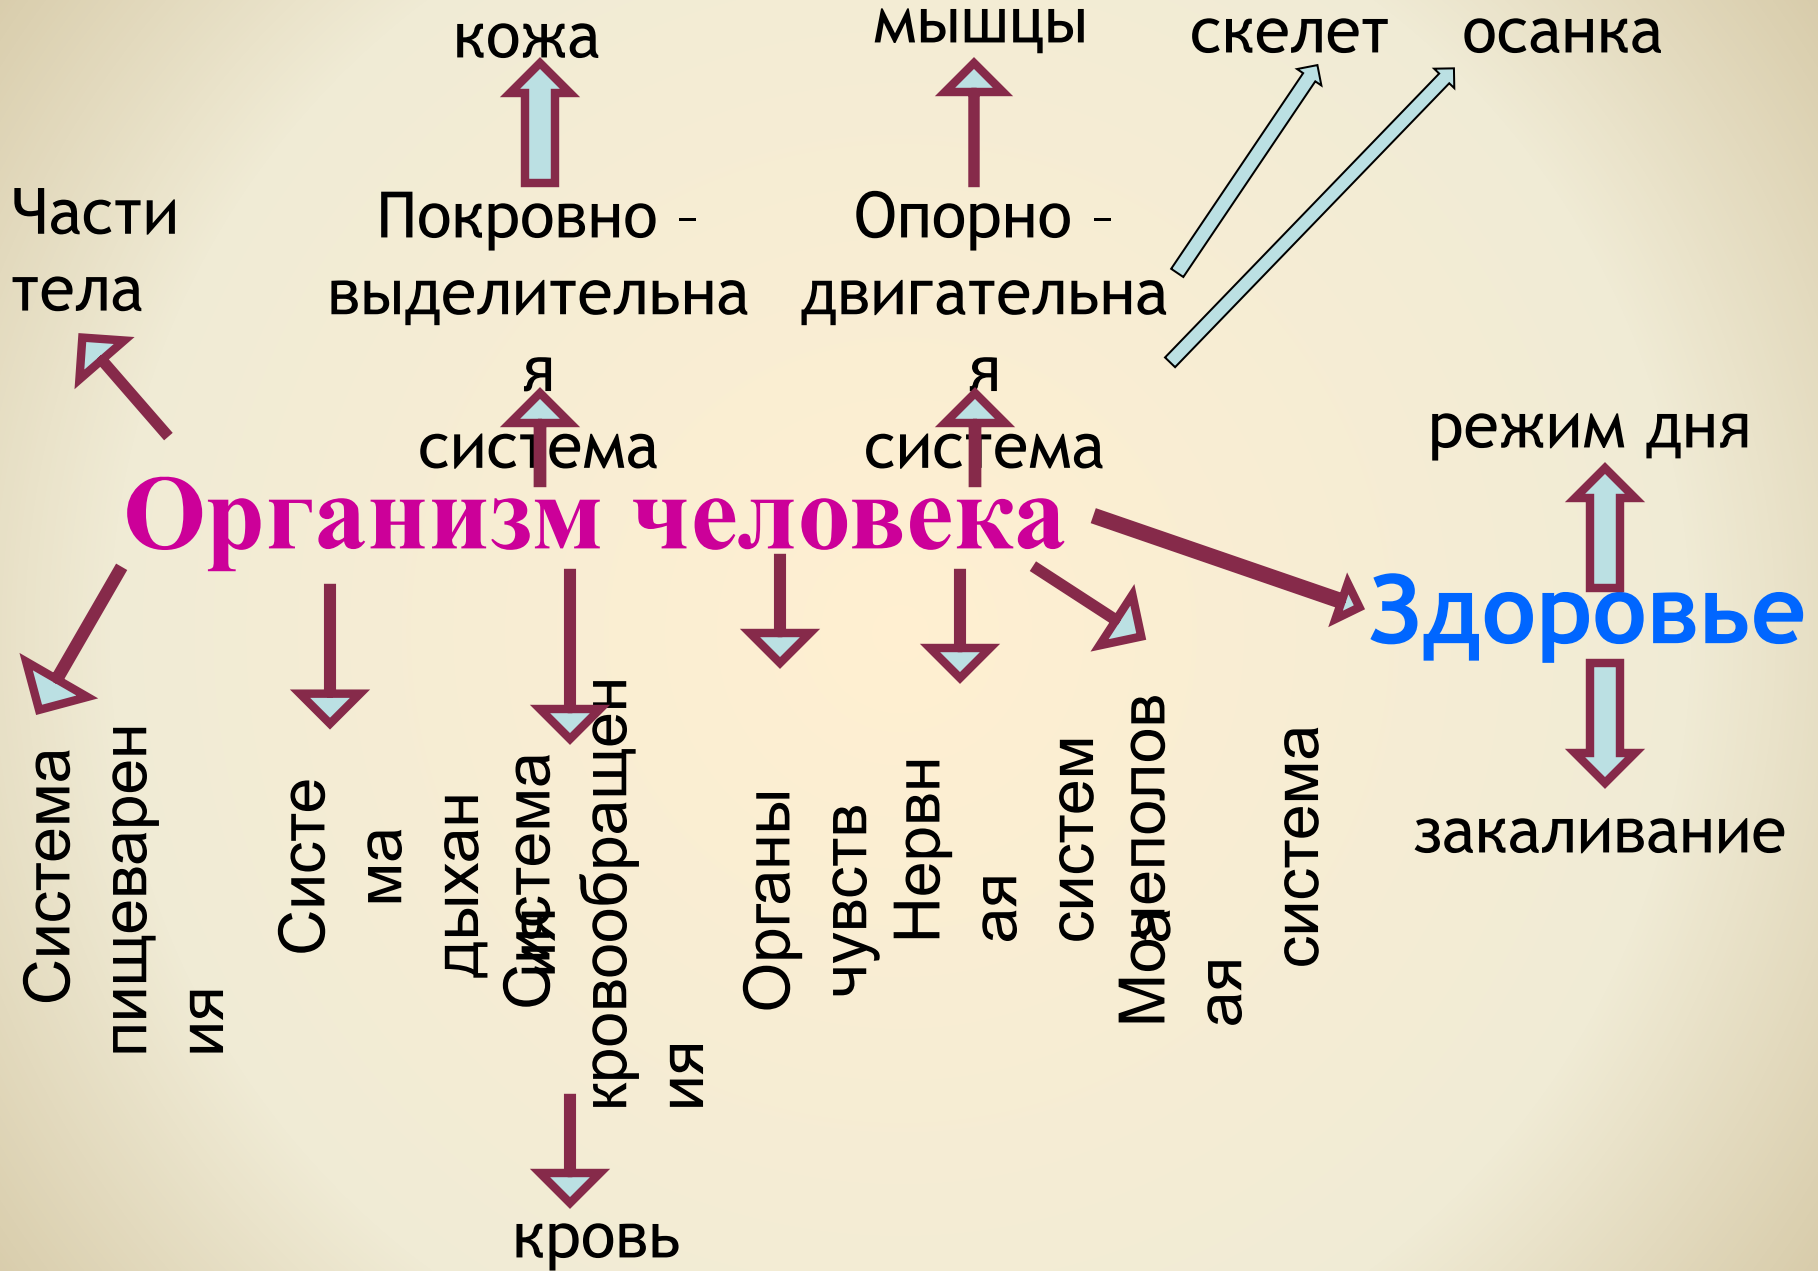 кожа
мышцы
скелет
осанка
Части
тела
Покровно –
выделительна
я
система
Опорно –
двигательна
я
система
Организм человека
режим дня
Здоровье
закаливание
Система
пищеварен
ия
Систе
ма
дыхан
ия
Система
кровообращен
ия
кровь
Органы
чувств
Нервн
ая
систем
а
Мочеполов
ая
система